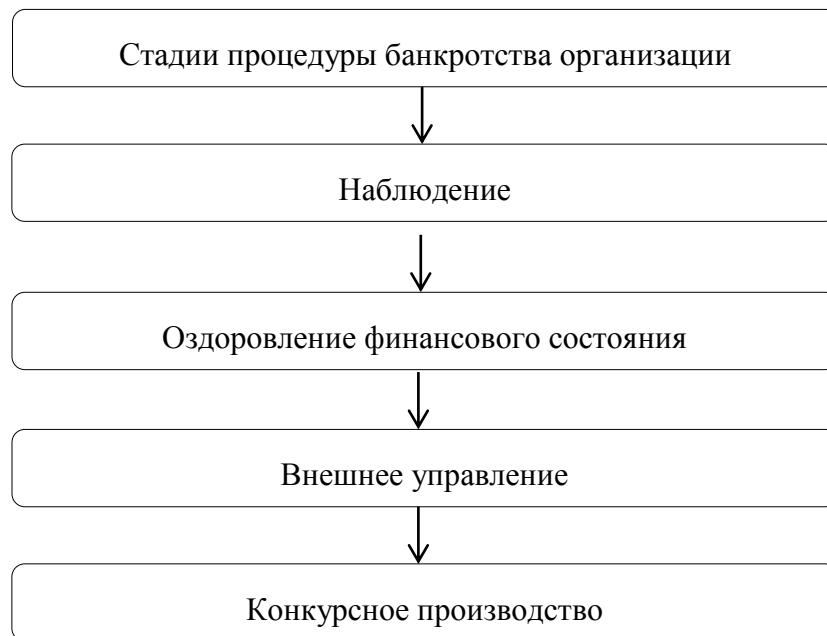 Стадии процедуры банкротства организации
Наблюдение
Оздоровление финансового состояния
Внешнее управление
Конкурсное производство